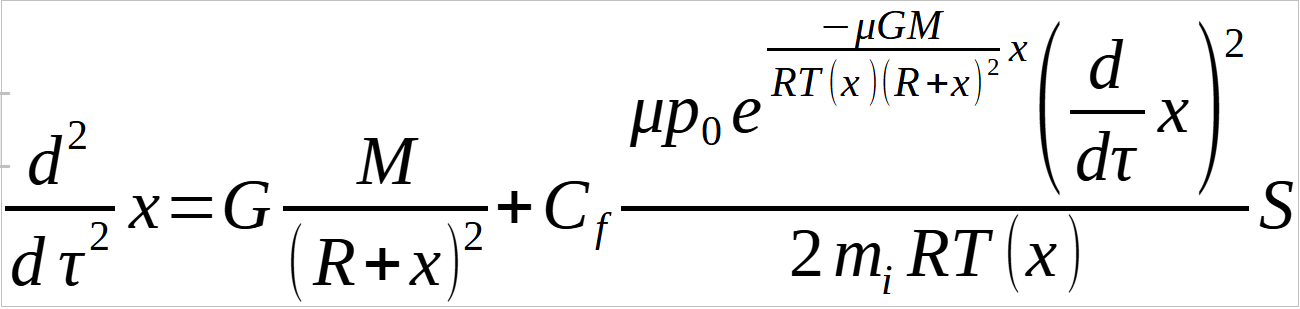 d²/dτ² x = G M/(R+x)² + C_f (μp₀ e^(−μGM/(RT(x)(R+x)²) x) (d/dτ x)²)/(2 m_i RT(x)) S